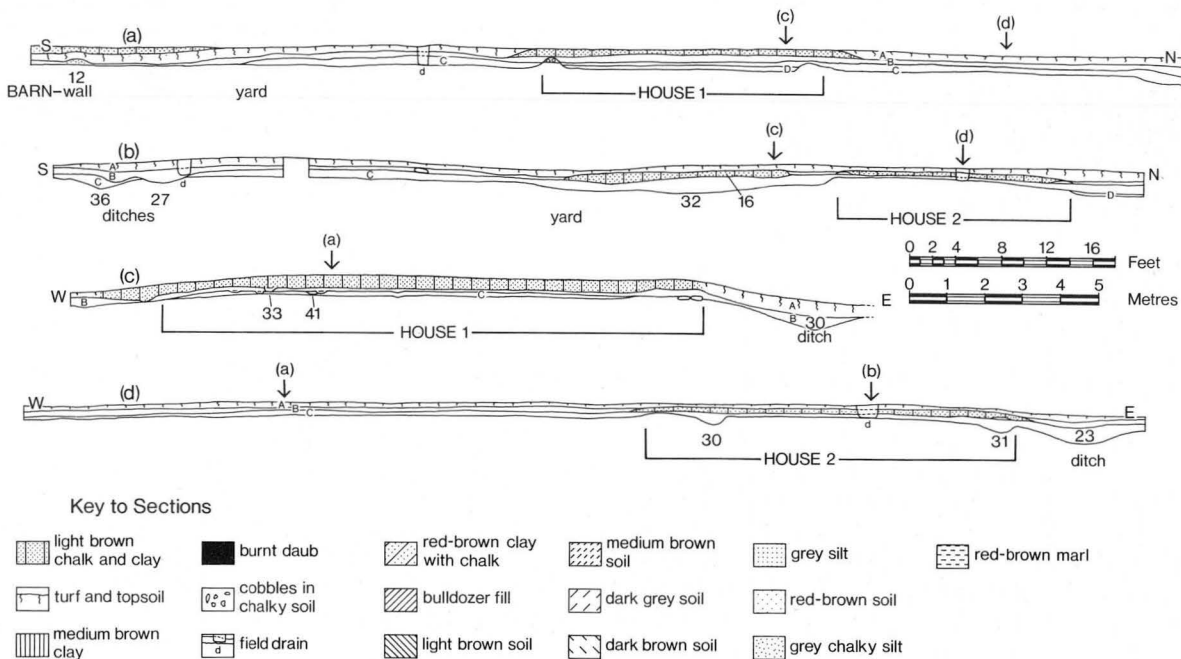 (a)
(c)
(d)
S
d
C
D
A
B
C
N
12
BARN-wall
yard
HOUSE 1
(b)
(c)
(d)
S
A
B
C
d
C
d
N
D
36
27
ditches
yard
32
16
HOUSE 2
0 2 4 8 12 16
Feet
0 1 2 3 4 5
Metres
(c)
(a)
W
B
C
A
B
E
33
41
30
ditch
HOUSE 1
(d)
(a)
(b)
W
A
B
C
d
E
30
31
23
ditch
HOUSE 2
Key to Sections
light brown chalk and clay
burnt daub
red-brown clay with chalk
medium brown soil
grey silt
red-brown marl
turf and topsoil
cobbles in chalky soil
bulldozer fill
dark grey soil
red-brown soil
medium brown clay
d
field drain
light brown soil
dark brown soil
grey chalky silt